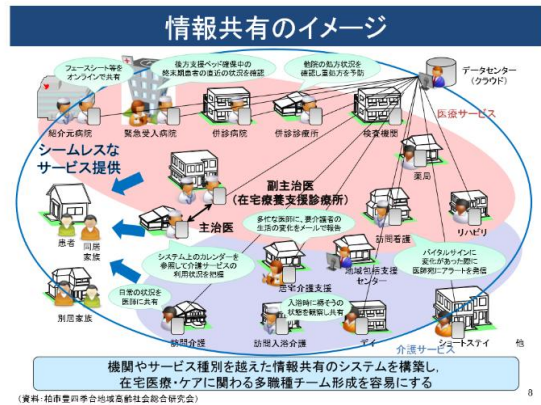 情報共有のイメージ
フェースシート等を
オンラインで共有
後方支援ベッド確保中の
終末期患者の直近の状況を確認
他院の処方状況を
確認し重処方を予防
データセンター
(クラウド)
紹介元病院
緊急受入病院
併診病院
併診診療所
検査機関
医療サービス
シームレスな
サービス提供
薬局
副主治医
(在宅療養支援診療所)
主治医
訪問看護
リハビリ
患者
同居
家族
多忙な医師に、要介護者の
生活の変化をメールで報告
システム上のカレンダーを
参照して介護サービスの
利用状況を把握
地域包括支援
センター
バイタルサインに
変化があった際に
医師宛にアラートを発信
居宅介護支援
日常の状況を
医師に共有
入浴時に褥そうの
状態を観察し共有
別居家族
訪問介護
訪問入浴介護
デイ
ショートステイ
他
介護サービス
機関やサービス種別を越えた情報共有のシステムを構築し,
在宅医療・ケアに関わる多職種チーム形成を容易にする
(資料:柏市豊四季台地域高齢社会総合研究会)
8